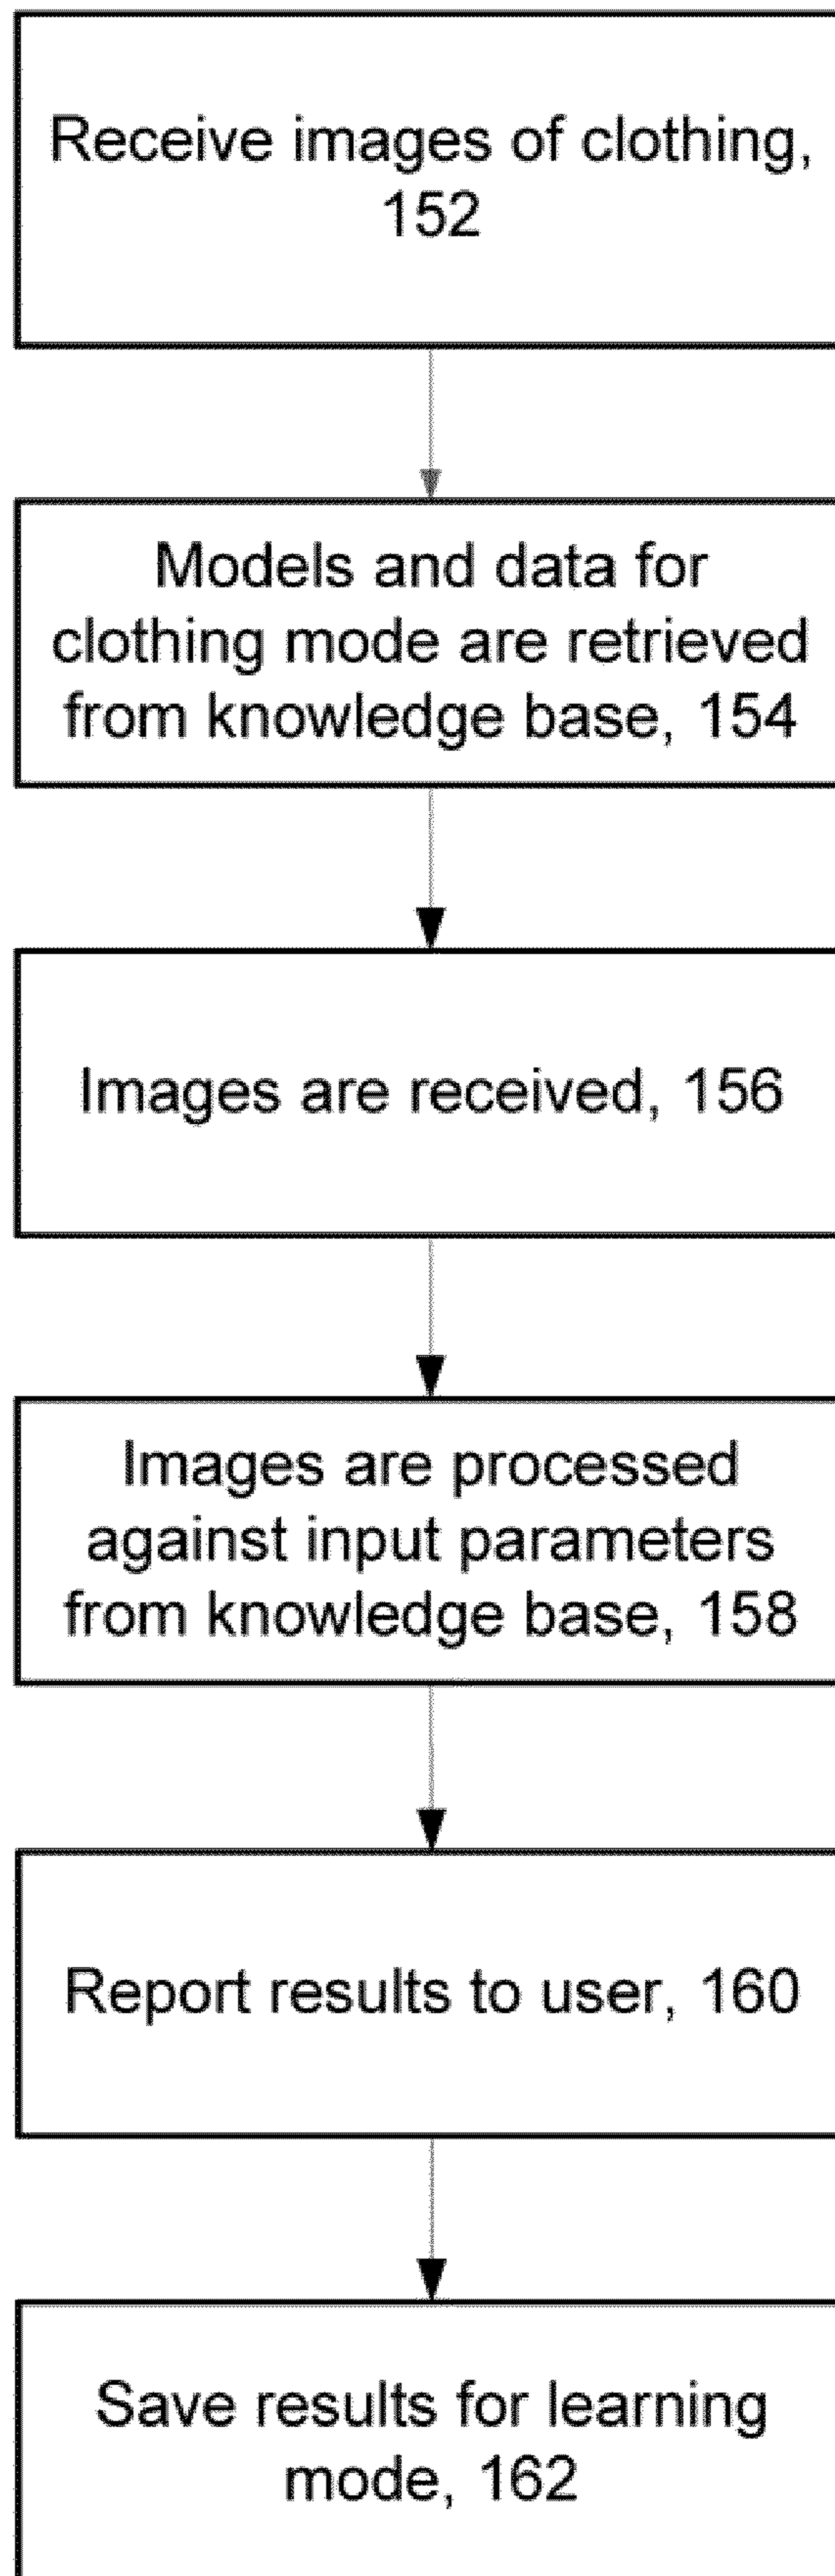 Receive images of clothing,
152
Models and data for
clothing mode are retrieved
from knowledge base, 154
Images are received, 156
Images are processed
against input parameters
from knowledge base, 158
Report results to user, 160
Save results for learning
mode, 162